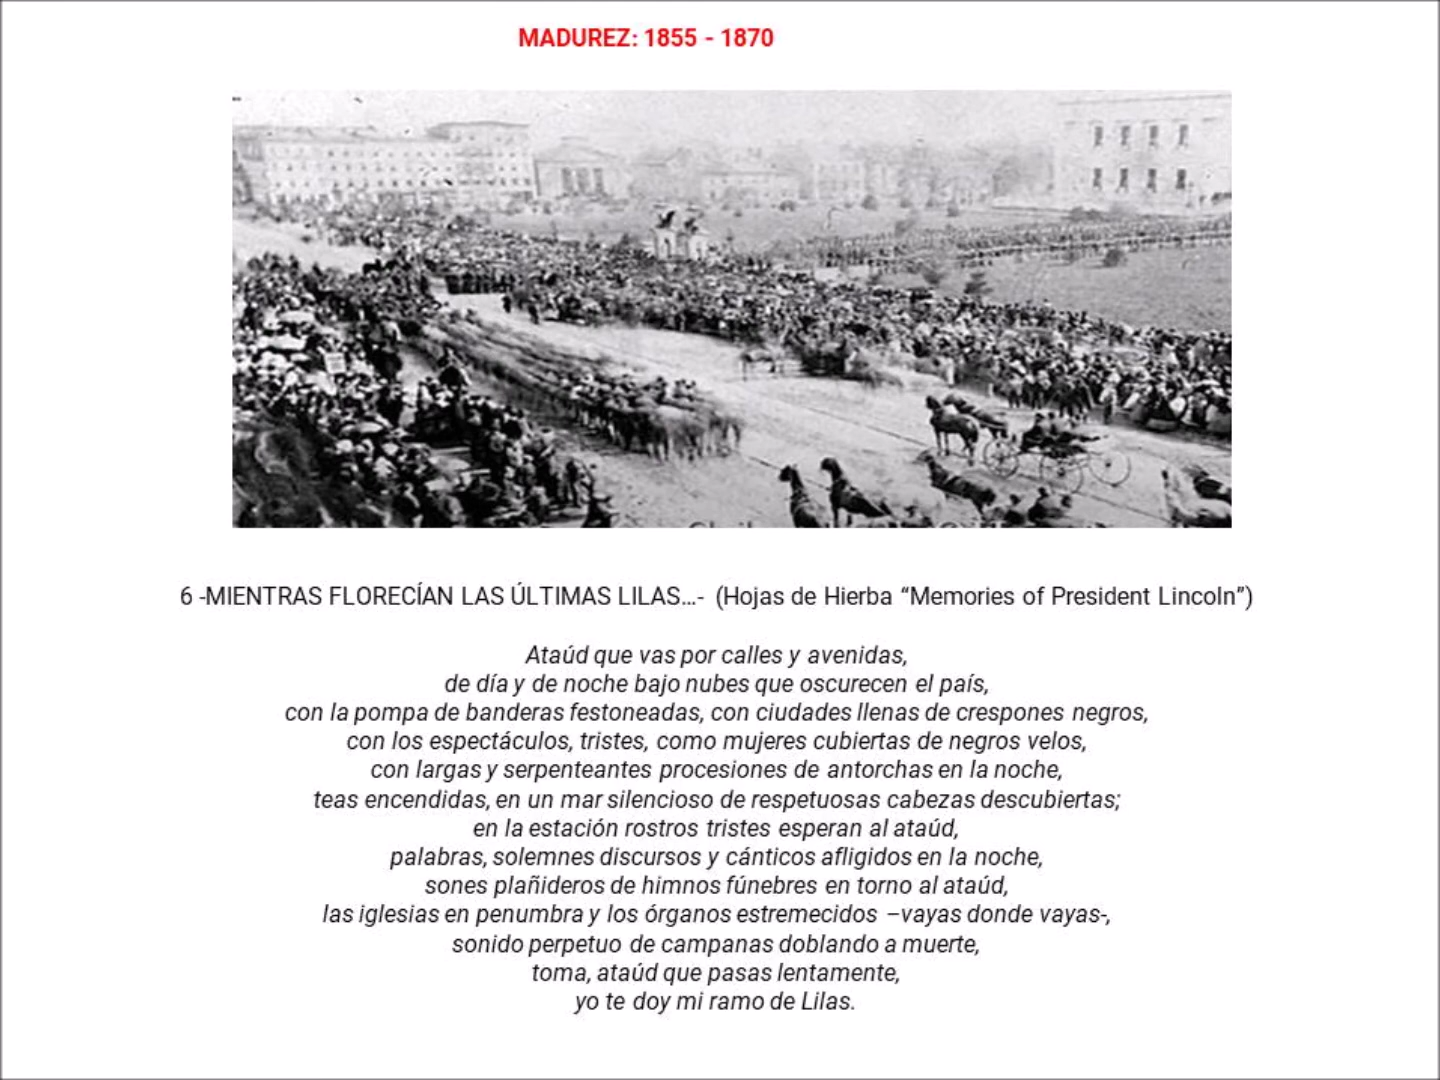 MADUREZ: 1855 - 1870
6 -MIENTRAS FLORECÍAN LAS ÚLTIMAS LILAS...- (Hojas de Hierba “Memories of President Lincoln”)
Ataúd que vas por calles y avenidas,
de día y de noche bajo nubes que oscurecen el país,
con la pompa de banderas festoneadas, con ciudades llenas de crespones negros,
con los espectáculos, tristes, como mujeres cubiertas de negros velos,
con largas y serpenteantes procesiones de antorchas en la noche,
teas encendidas, en un mar silencioso de respetuosas cabezas descubiertas;
en la estación rostros tristes esperan al ataúd,
palabras, solemnes discursos y cánticos afligidos en la noche,
sones plañideros de himnos fúnebres en torno al ataúd,
las iglesias en penumbra y los órganos estremecidos –vayas donde vayas-,
sonido perpetuo de campanas doblando a muerte,
toma, ataúd que pasas lentamente,
yo te doy mi ramo de Lilas.